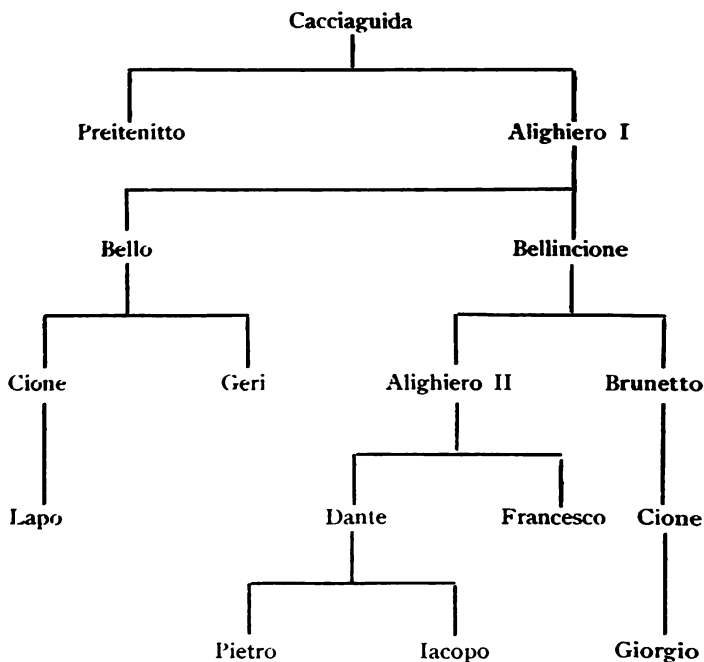 Cacciaguida
Preitenitto Alighiero I
Bello Bellincione
Cione Geri Alighiero II Brunetto
Lapo Dante Francesco Cione
Pietro Iacopo Giorgio